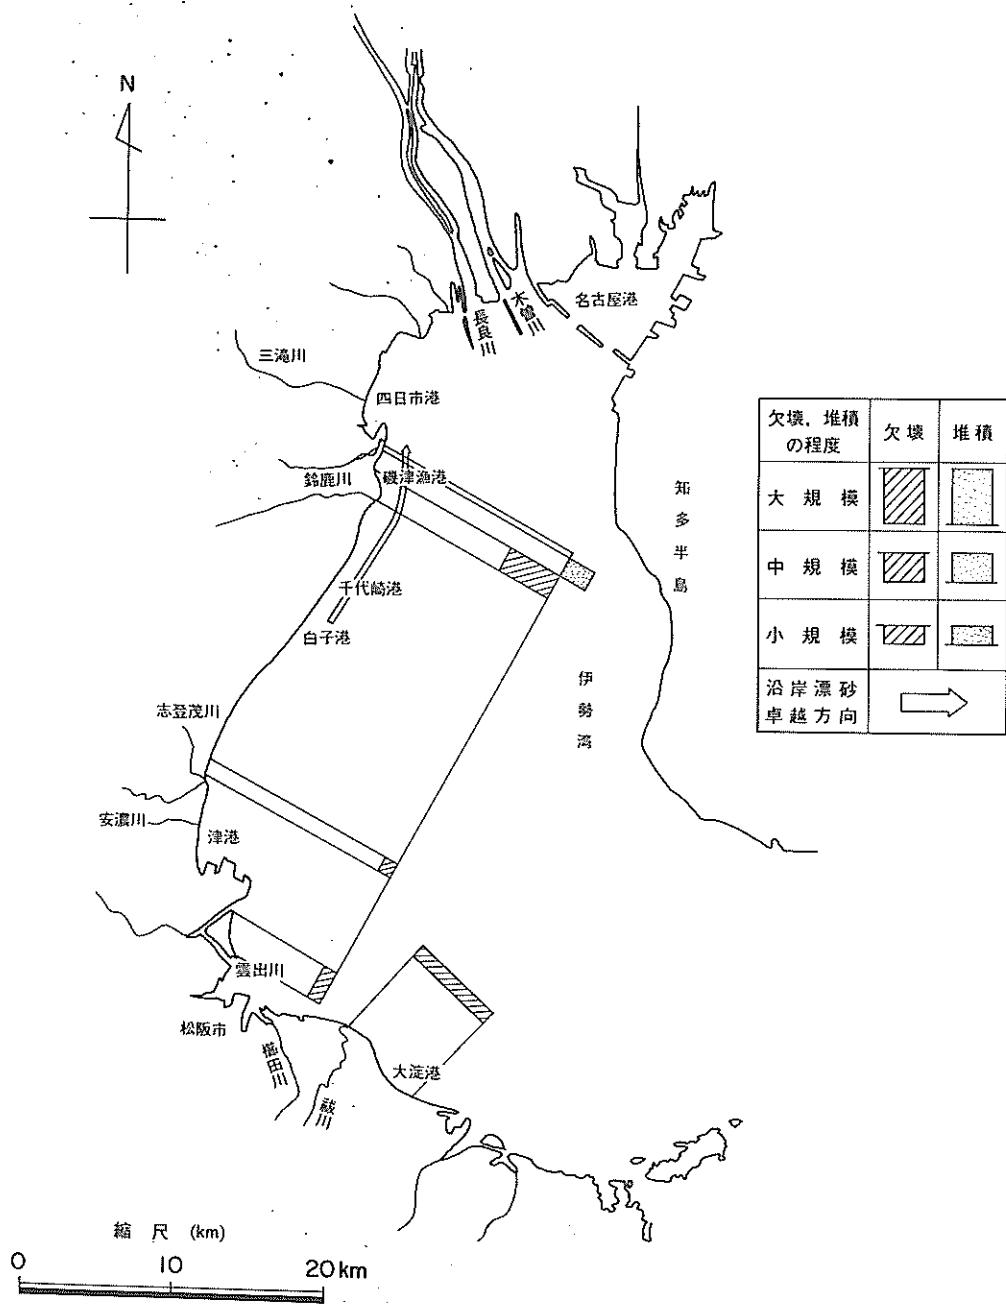 N
名古屋港
木曽川
長良川
三滝川
四日市港
鈴鹿川
磯津漁港
千代崎港
白子港
知多半島
伊勢湾
志登茂川
安濃川
津港
雲出川
松阪市
櫛田川
祓川
大淀港
欠壊，堆積の程度
欠壊
堆積
大規模
中規模
小規模
沿岸漂砂
卓越方向
縮尺 (km)
0 10 20km